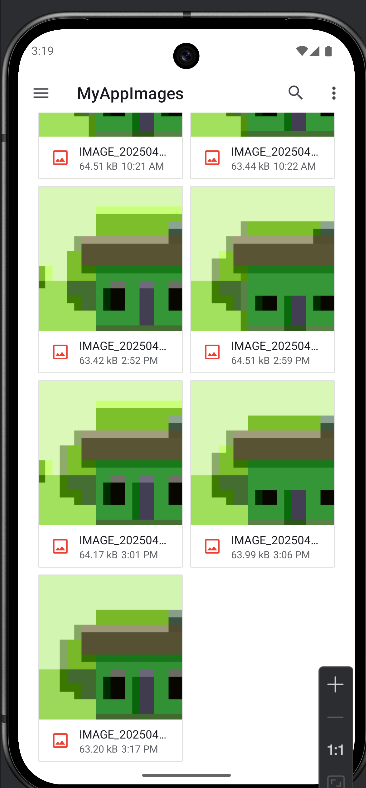 3:19
MyAppImages
IMAGE_202504...
64.51 kB 10:21 AM
IMAGE_202504...
63.44 kB 10:22 AM
IMAGE_202504...
63.42 kB 2:52 PM
IMAGE_202504...
64.51 kB 2:59 PM
IMAGE_202504...
64.17 kB 3:01 PM
IMAGE_202504...
63.99 kB 3:06 PM
IMAGE_202504...
63.20 kB 3:17 PM
1:1